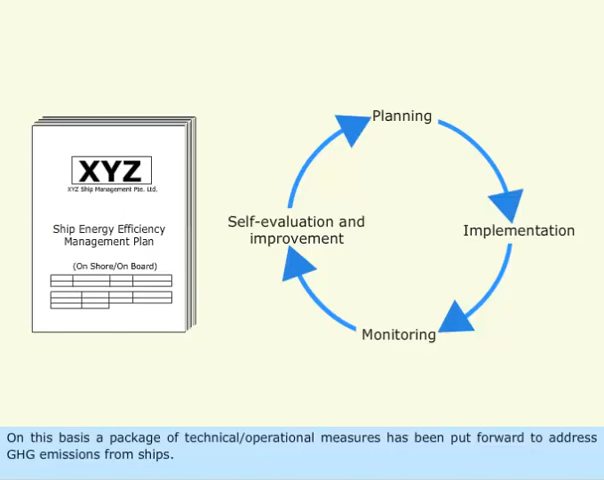 XYZ
XYZ Ship Management Pte. Ltd.
Ship Energy Efficiency
Management Plan
(On Shore/On Board)
Planning
Implementation
Monitoring
Self-evaluation and
improvement
On this basis a package of technical/operational measures has been put forward to address
GHG emissions from ships.